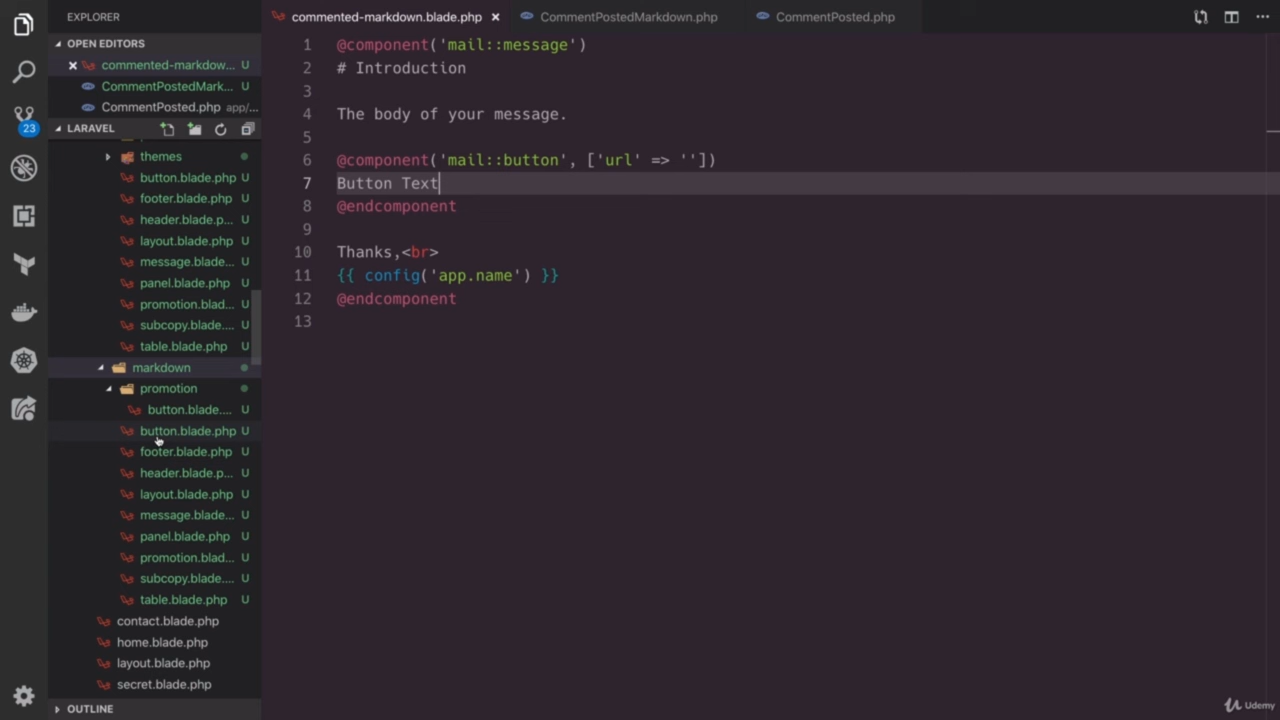 EXPLORER
OPEN EDITORS
commented-markdow... U
CommentPostedMark... U
CommentPosted.php app/...
23
LARAVEL
themes
button.blade.php U
footer.blade.php U
header.blade.p... U
layout.blade.php U
message.blade.... U
panel.blade.php U
promotion.blad... U
subcopy.blade.... U
table.blade.php U
markdown
promotion
button.blade.... U
button.blade.php U
footer.blade.php U
header.blade.p... U
layout.blade.php U
message.blade... U
panel.blade.php U
promotion.blad... U
subcopy.blade.... U
table.blade.php U
contact.blade.php
home.blade.php
layout.blade.php
secret.blade.php
OUTLINE
commented-markdown.blade.php CommentPostedMarkdown.php CommentPosted.php
1 @component('mail::message')
2 # Introduction
3
4 The body of your message.
5
6 @component('mail::button', ['url' => ''])
7 Button Text
8 @endcomponent
9
10 Thanks,<br>
11 {{ config('app.name') }}
12 @endcomponent
13
Udemy